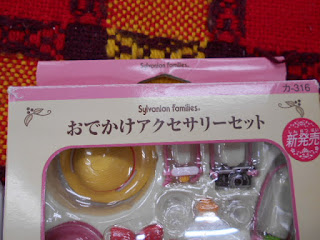 Sylvanian Families
カ-316
Sylvanian Families®
おでかけアクセサリーセット
新発売